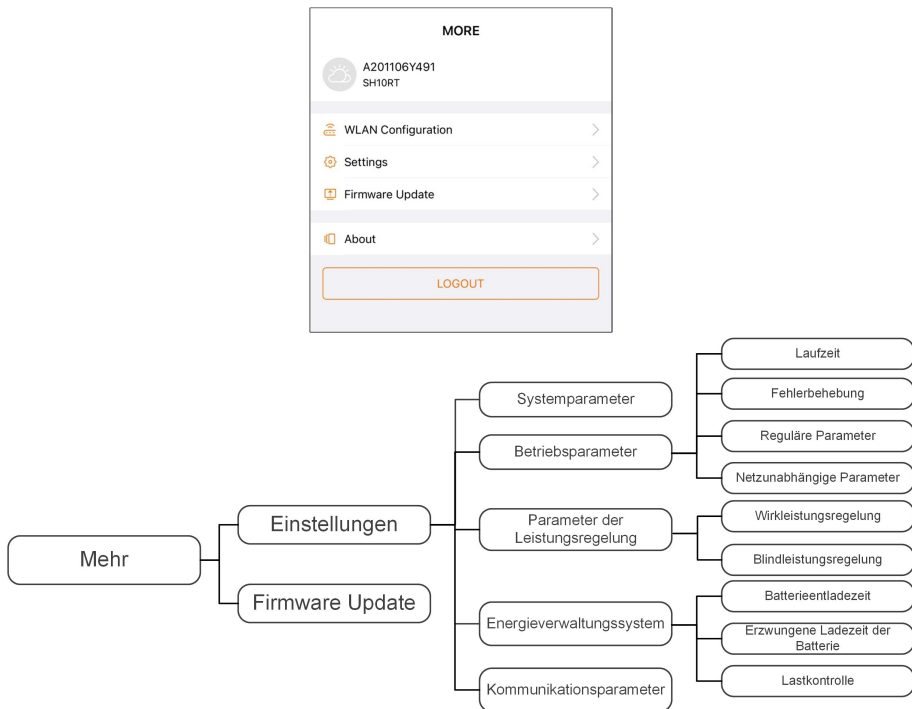 MORE
A201106Y491
SH10RT
WLAN Configuration
Settings
Firmware Update
About
LOGOUT
Mehr
Einstellungen
Firmware Update
Systemparameter
Betriebsparameter
Parameter der
Leistungsregelung
Energieverwaltungssystem
Kommunikationsparameter
Laufzeit
Fehlerbehebung
Reguläre Parameter
Netzunabhängige Parameter
Wirkleistungsregelung
Blindleistungsregelung
Batterieentladezeit
Erzwungene Ladezeit der
Batterie
Lastkontrolle